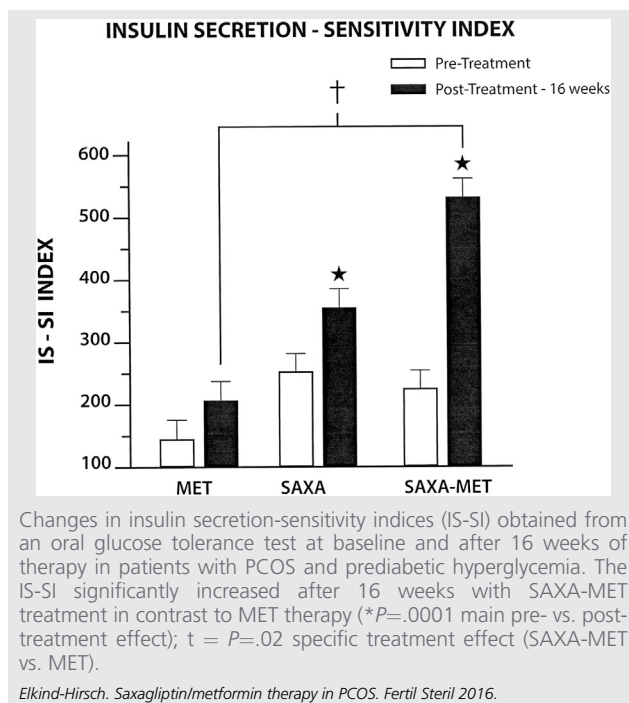 INSULIN SECRETION - SENSITIVITY INDEX
Pre-Treatment
Post-Treatment - 16 weeks
†
600
500
400
300
200
100
IS - SI INDEX
★
★
MET
SAXA
SAXA-MET
Changes in insulin secretion-sensitivity indices (IS-SI) obtained from
an oral glucose tolerance test at baseline and after 16 weeks of
therapy in patients with PCOS and prediabetic hyperglycemia. The
IS-SI significantly increased after 16 weeks with SAXA-MET
treatment in contrast to MET therapy (*P=.0001 main pre- vs. post-
treatment effect); t = P=.02 specific treatment effect (SAXA-MET
vs. MET).
Elkind-Hirsch. Saxagliptin/metformin therapy in PCOS. Fertil Steril 2016.